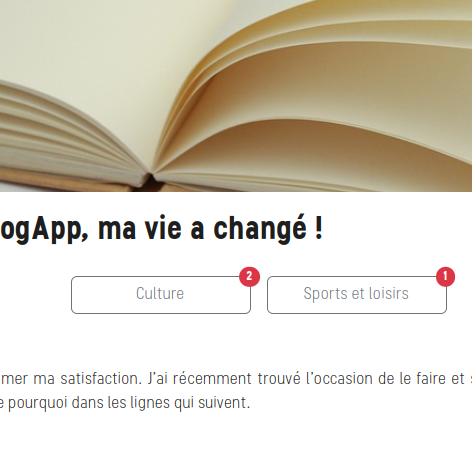 ogApp, ma vie a changé !
2
1
Culture
Sports et loisirs
mer ma satisfaction. J'ai récemment trouvé l'occasion de le faire et
e pourquoi dans les lignes qui suivent.